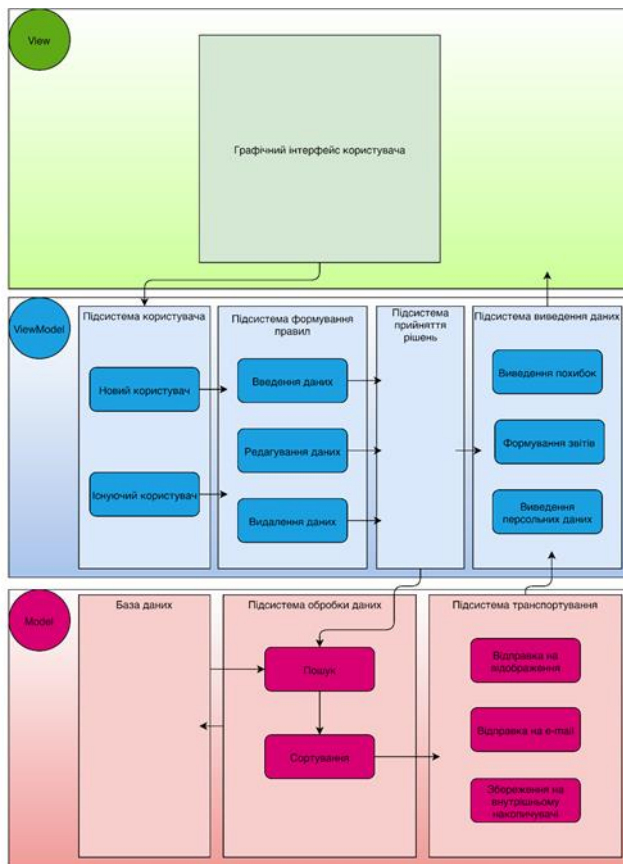 View
Графічний інтерфейс користувача
ViewModel
Підсистема користувача
Новий користувач
Існуючий користувач
Підсистема формування
правил
Введення даних
Редагування даних
Видалення даних
Підсистема
прийняття
рішень
Підсистема виведення даних
Виведення похибок
Формування звітів
Виведення
персольних даних
Model
База даних
Підсистема обробки даних
Пошук
Сортування
Підсистема транспортування
Відправка на
відображення
Відправка на e-mail
Збереження на
внутрішньому
накопичувачі